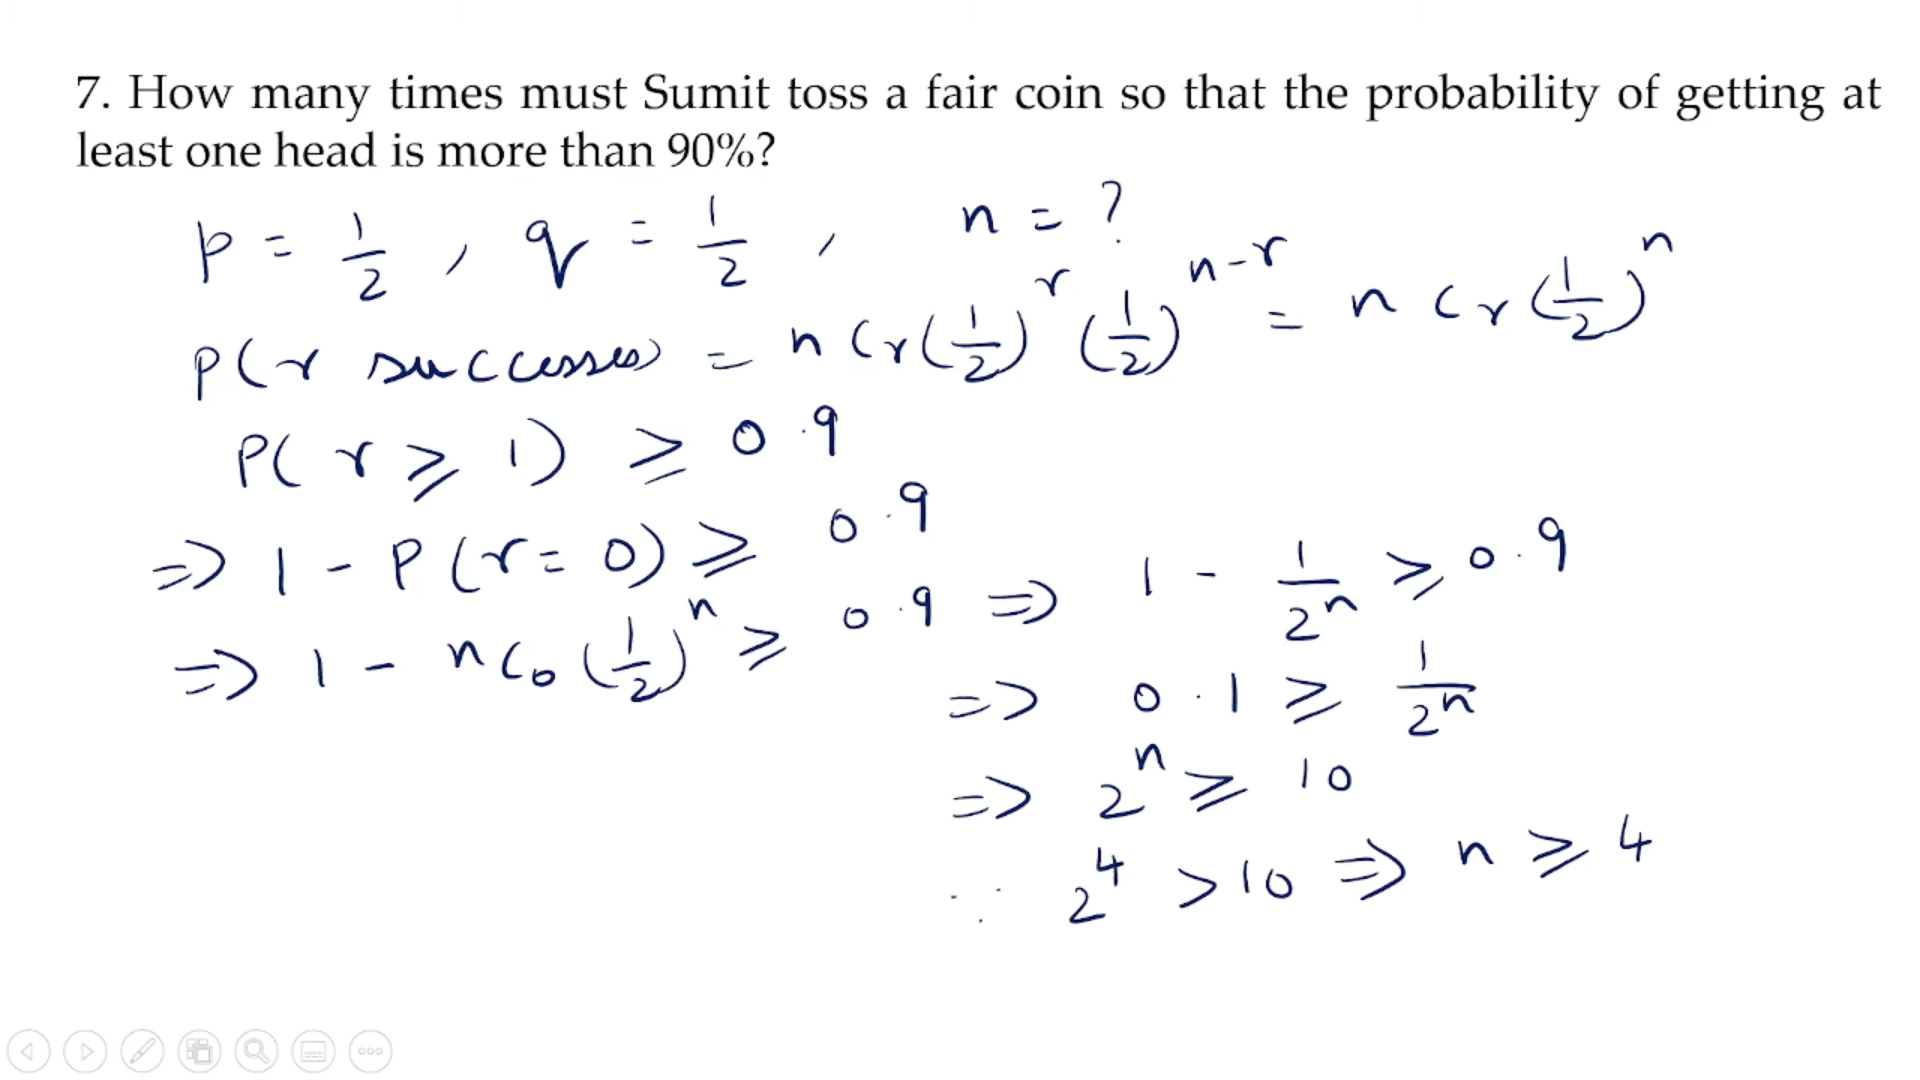 7. How many times must Sumit toss a fair coin so that the probability of getting at
least one head is more than 90%?
p = 1/2 , q = 1/2 , n = ?
P(r successes) = nCr (1/2)^r (1/2)^(n-r) = nCr (1/2)^n
P(r ≥ 1) ≥ 0.9
=> 1 - P(r = 0) ≥ 0.9
=> 1 - nC0 (1/2)^n ≥ 0.9 => 1 - 1/2^n ≥ 0.9
=> 0.1 ≥ 1/2^n
=> 2^n ≥ 10
∵ 2^4 > 10 => n ≥ 4